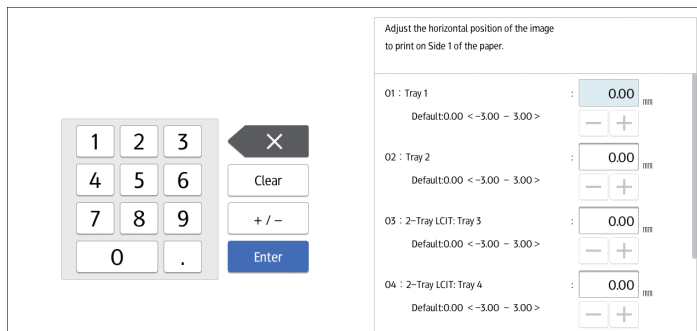 Adjust the horizontal position of the image
to print on Side 1 of the paper.
1 2 3
4 5 6 Clear
7 8 9 + / −
0 . Enter
01 : Tray 1 : 0.00 mm
Default:0.00 < −3.00 − 3.00 >
02 : Tray 2 : 0.00 mm
Default:0.00 < −3.00 − 3.00 >
03 : 2−Tray LCIT: Tray 3 : 0.00 mm
Default:0.00 < −3.00 − 3.00 >
04 : 2−Tray LCIT: Tray 4 : 0.00 mm
Default:0.00 < −3.00 − 3.00 >